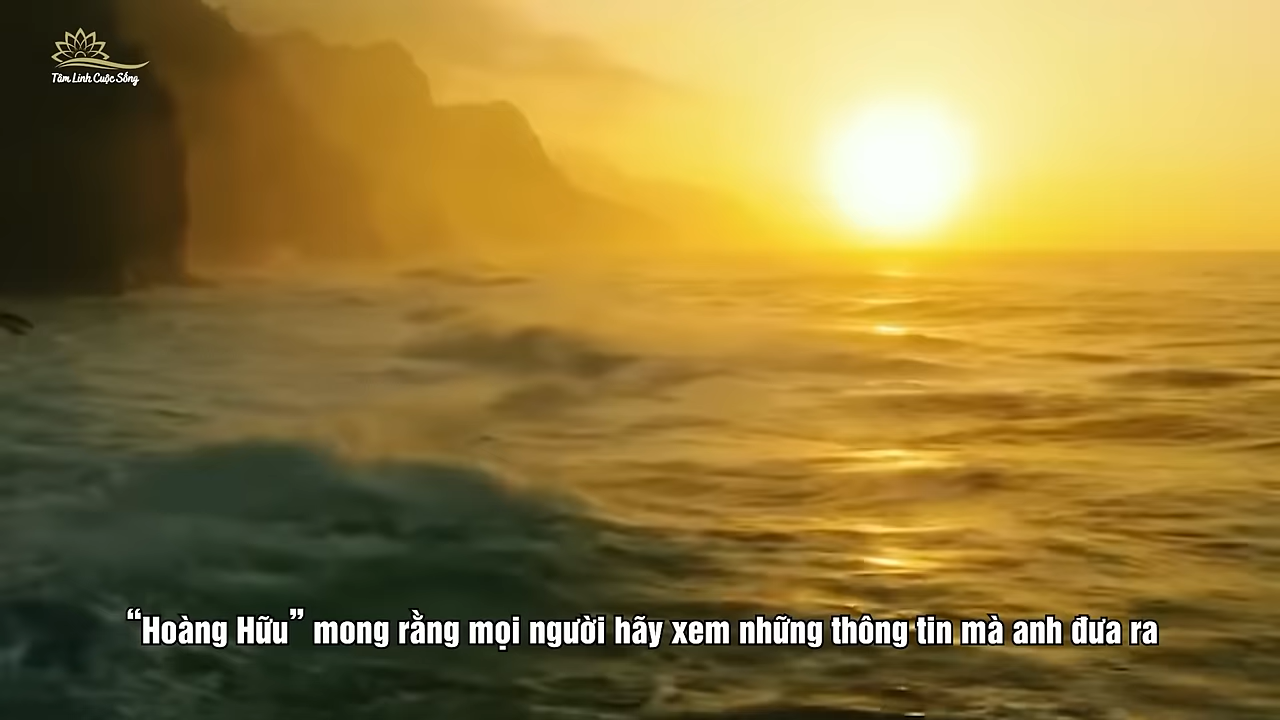 Tâm Linh Cuộc Sống
“Hoàng Hữu” mong rằng mọi người hãy xem những thông tin mà anh đưa ra